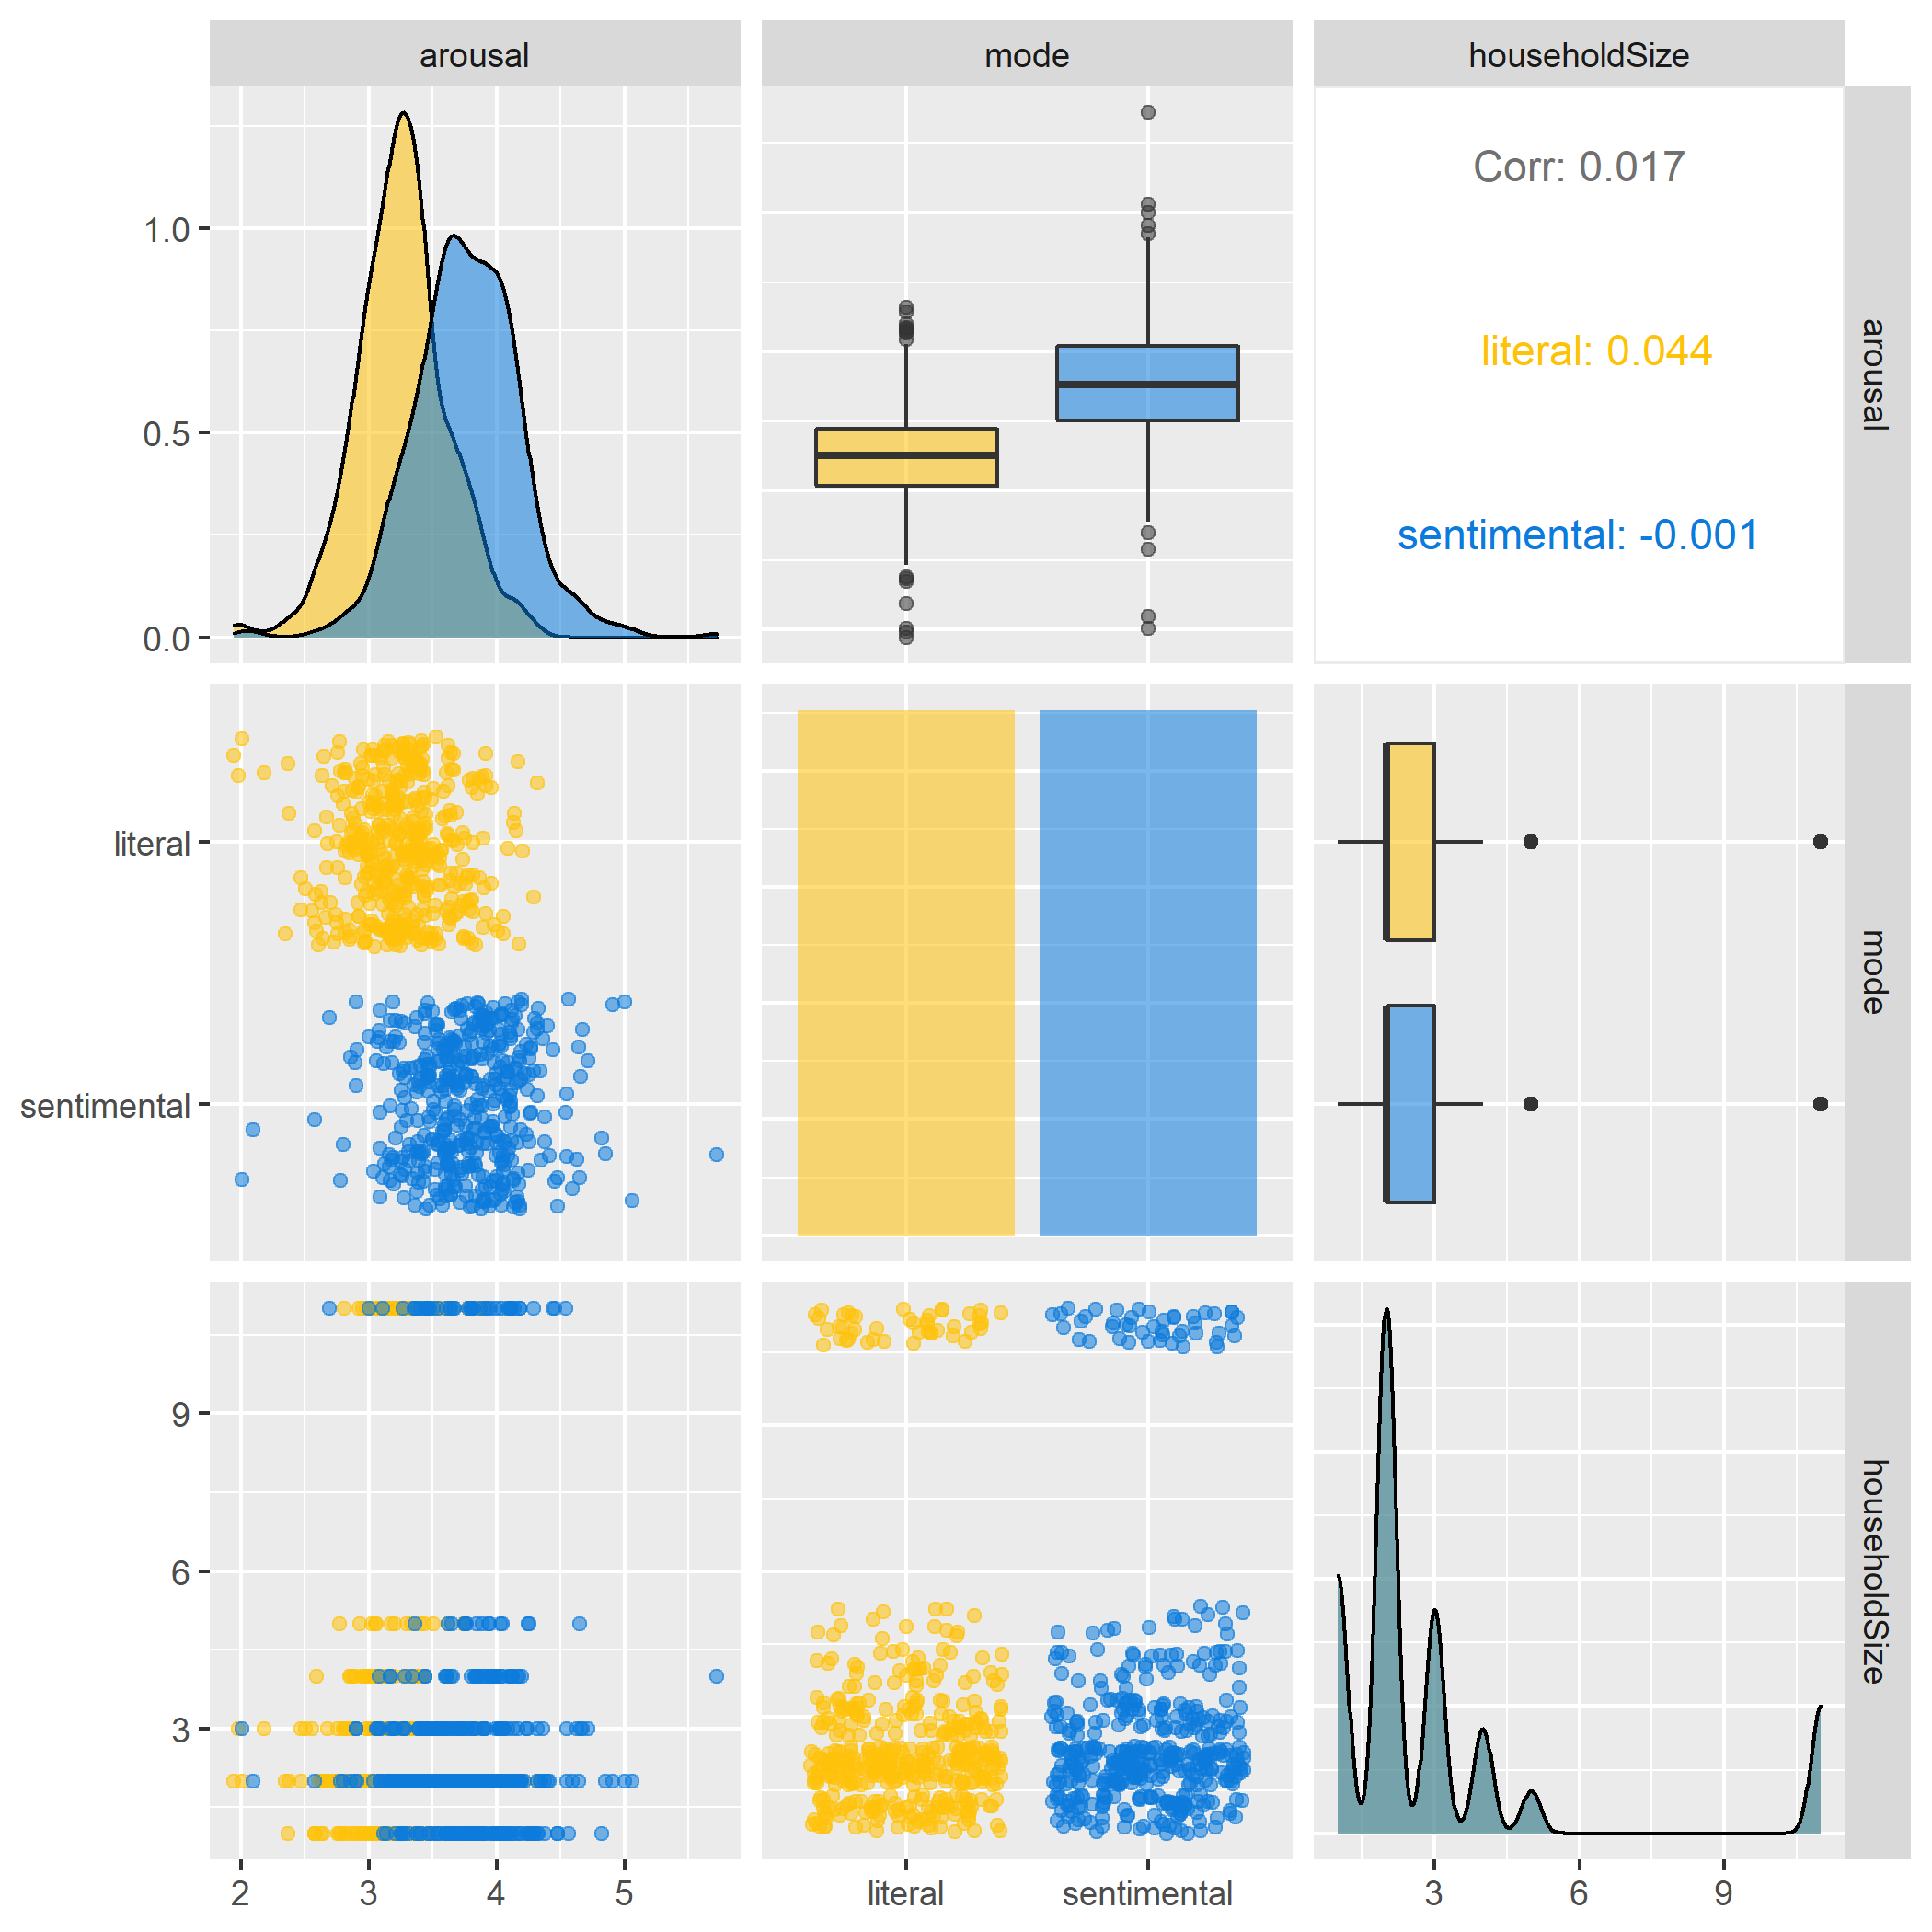 arousal
mode
householdSize
1.0
0.5
0.0
Corr: 0.017
literal: 0.044
sentimental: -0.001
arousal
literal
sentimental
mode
9
6
3
householdSize
2
3
4
5
literal
sentimental
3
6
9